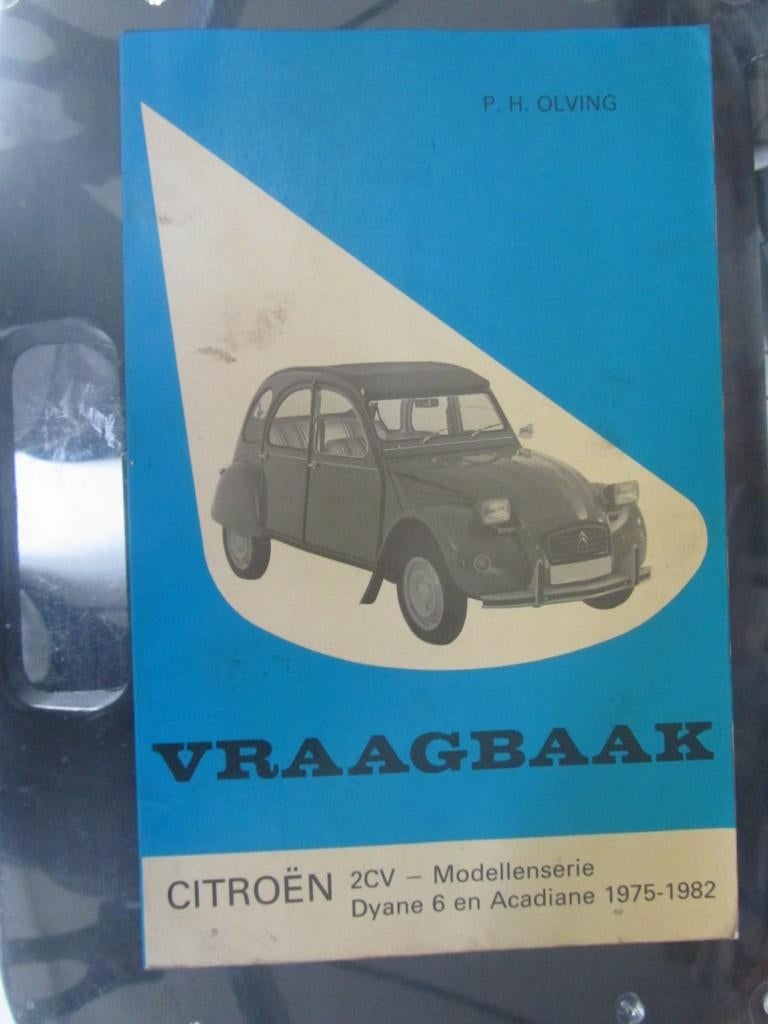 P. H. OLVING
VRAAGBAAK
CITROËN
2CV – Modellenserie
Dyane 6 en Acadiane 1975-1982